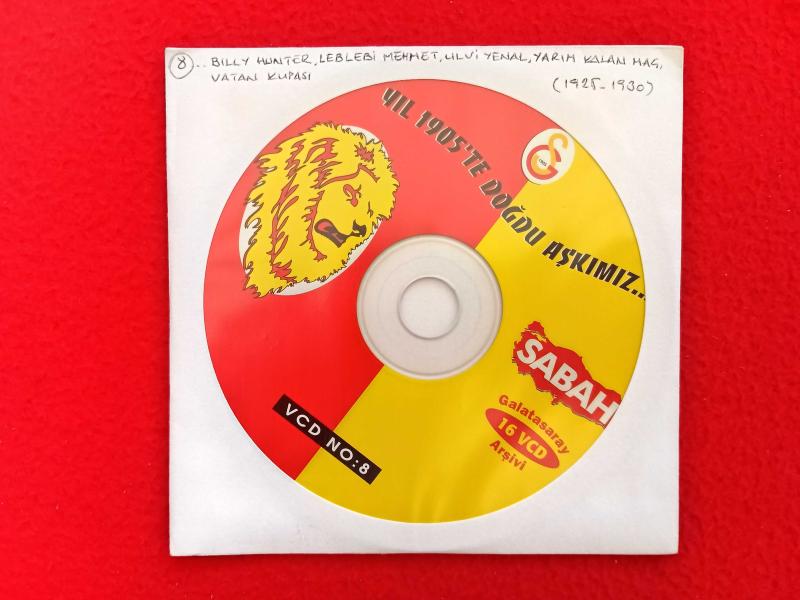 8.. BILLY HUNTER, LEBLEBİ MEHMET, ULVİ YENAL, YARIM KALAN MAÇ,
VATAN KUPASI
(1925-1930)
YIL 1905'TE DOĞDU AŞKIMIZ..
1905
SABAH
Galatasaray
16 VCD
Arşivi
VCD NO:8